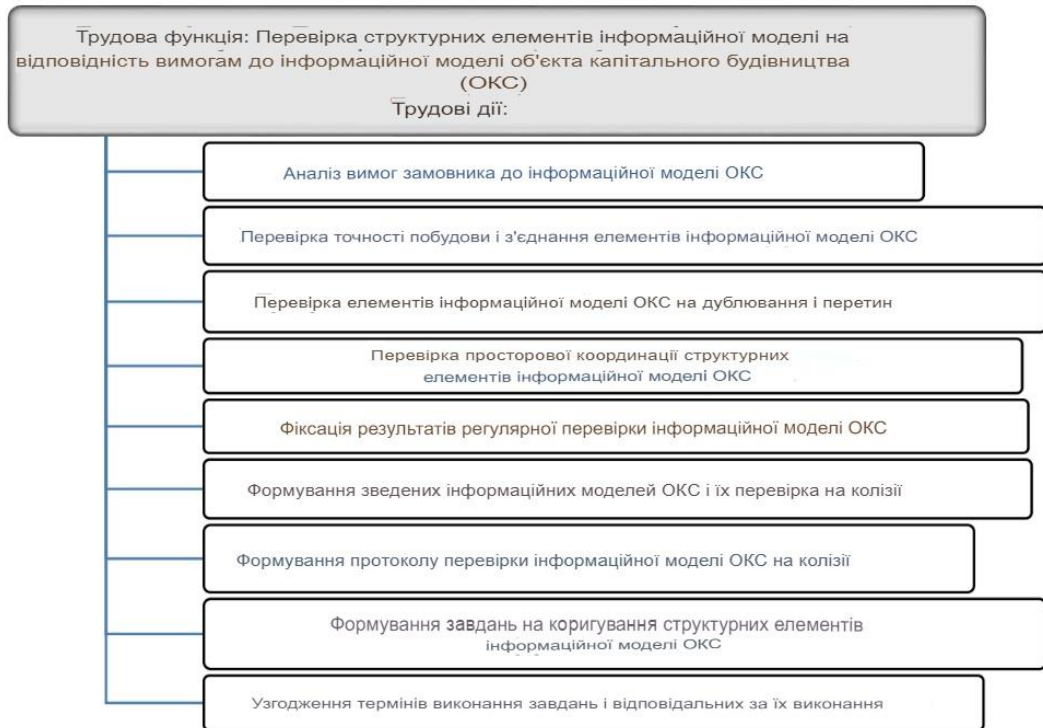 Трудова функція: Перевірка структурних елементів інформаційної моделі на
відповідність вимогам до інформаційної моделі об'єкта капітального будівництва
(ОКС)
Трудові дії:
Аналіз вимог замовника до інформаційної моделі ОКС
Перевірка точності побудови і з'єднання елементів інформаційної моделі ОКС
Перевірка елементів інформаційної моделі ОКС на дублювання і перетин
Перевірка просторової координації структурних
елементів інформаційної моделі ОКС
Фіксація результатів регулярної перевірки інформаційної моделі ОКС
Формування зведених інформаційних моделей ОКС і їх перевірка на колізії
Формування протоколу перевірки інформаційної моделі ОКС на колізії
Формування завдань на коригування структурних елементів
інформаційної моделі ОКС
Узгодження термінів виконання завдань і відповідальних за їх виконання